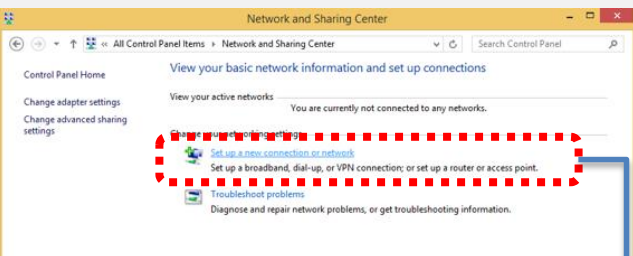 Network and Sharing Center
« All Control Panel Items › Network and Sharing Center
Search Control Panel
Control Panel Home
Change adapter settings
Change advanced sharing
settings
View your basic network information and set up connections
View your active networks
You are currently not connected to any networks.
Change your networking settings
Set up a new connection or network
Set up a broadband, dial-up, or VPN connection; or set up a router or access point.
Troubleshoot problems
Diagnose and repair network problems, or get troubleshooting information.